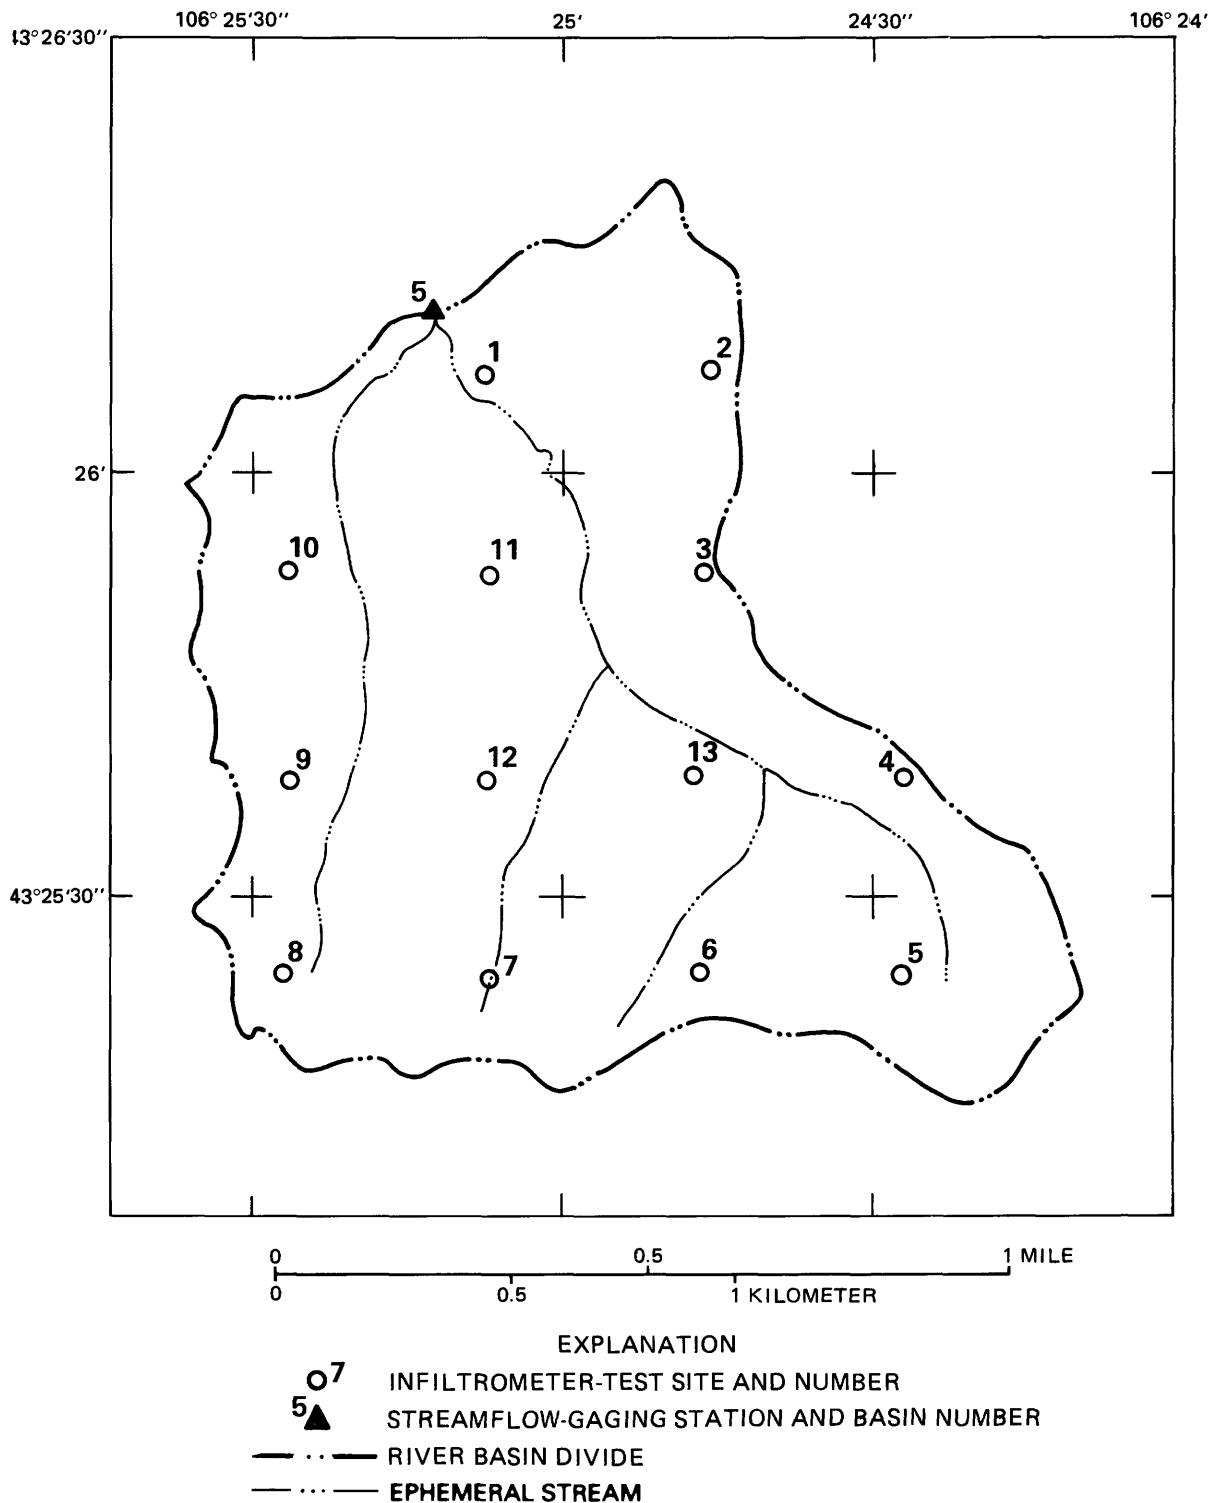 106° 25'30'' 25' 24'30'' 106° 24'
3°26'30''
5
1
2
26'
10
11
3
9
12
13
4
43°25'30''
8
7
6
5
0 0.5 1 MILE
0 0.5 1 KILOMETER
EXPLANATION
7 INFILTROMETER-TEST SITE AND NUMBER
5 STREAMFLOW-GAGING STATION AND BASIN NUMBER
RIVER BASIN DIVIDE
EPHEMERAL STREAM